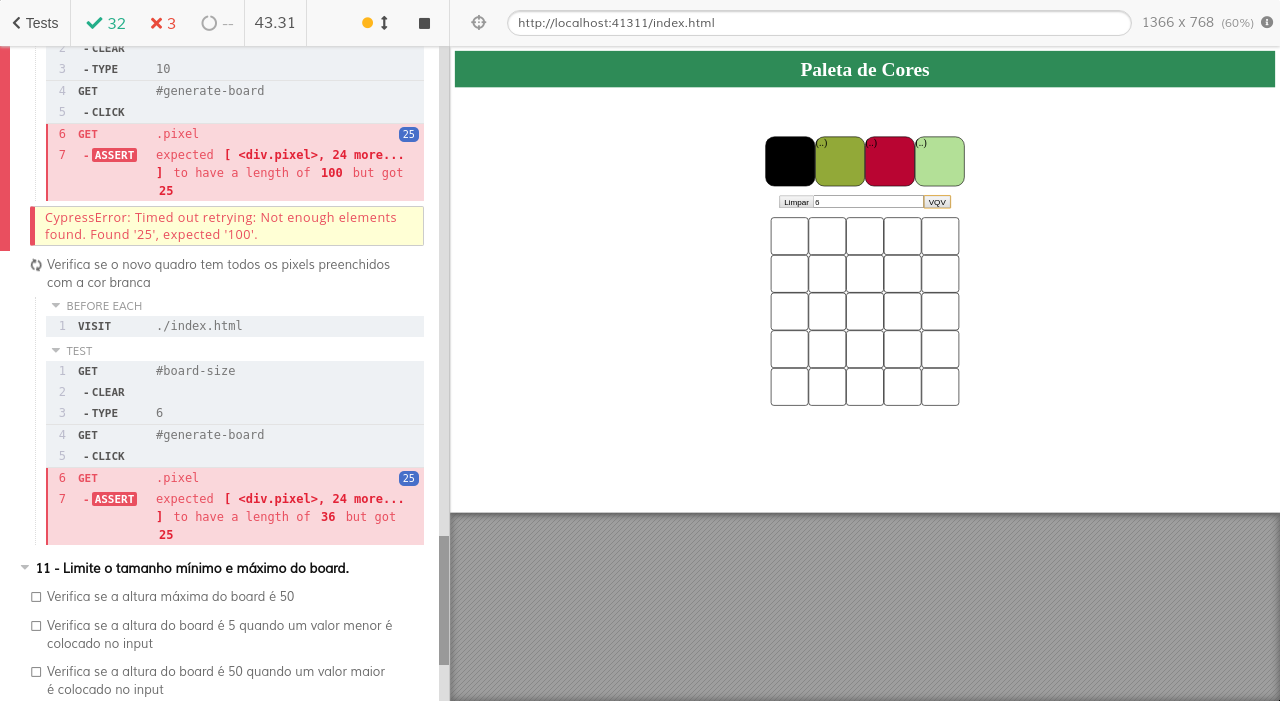 Tests 32 3 -- 43.31
http://localhost:41311/index.html 1366 x 768 (60%)
2 - CLEAR
3 - TYPE 10
4 GET #generate-board
5 - CLICK
6 GET .pixel 25
7 - ASSERT expected [ <div.pixel>, 24 more...
] to have a length of 100 but got
25
CypressError: Timed out retrying: Not enough elements
found. Found '25', expected '100'.
Verifica se o novo quadro tem todos os pixels preenchidos
com a cor branca
BEFORE EACH
1 VISIT ./index.html
TEST
1 GET #board-size
2 - CLEAR
3 - TYPE 6
4 GET #generate-board
5 - CLICK
6 GET .pixel 25
7 - ASSERT expected [ <div.pixel>, 24 more...
] to have a length of 36 but got
25
11 - Limite o tamanho mínimo e máximo do board.
Verifica se a altura máxima do board é 50
Verifica se a altura do board é 5 quando um valor menor é
colocado no input
Verifica se a altura do board é 50 quando um valor maior
é colocado no input
Paleta de Cores
(..) (..) (..)
Limpar 6 VQV